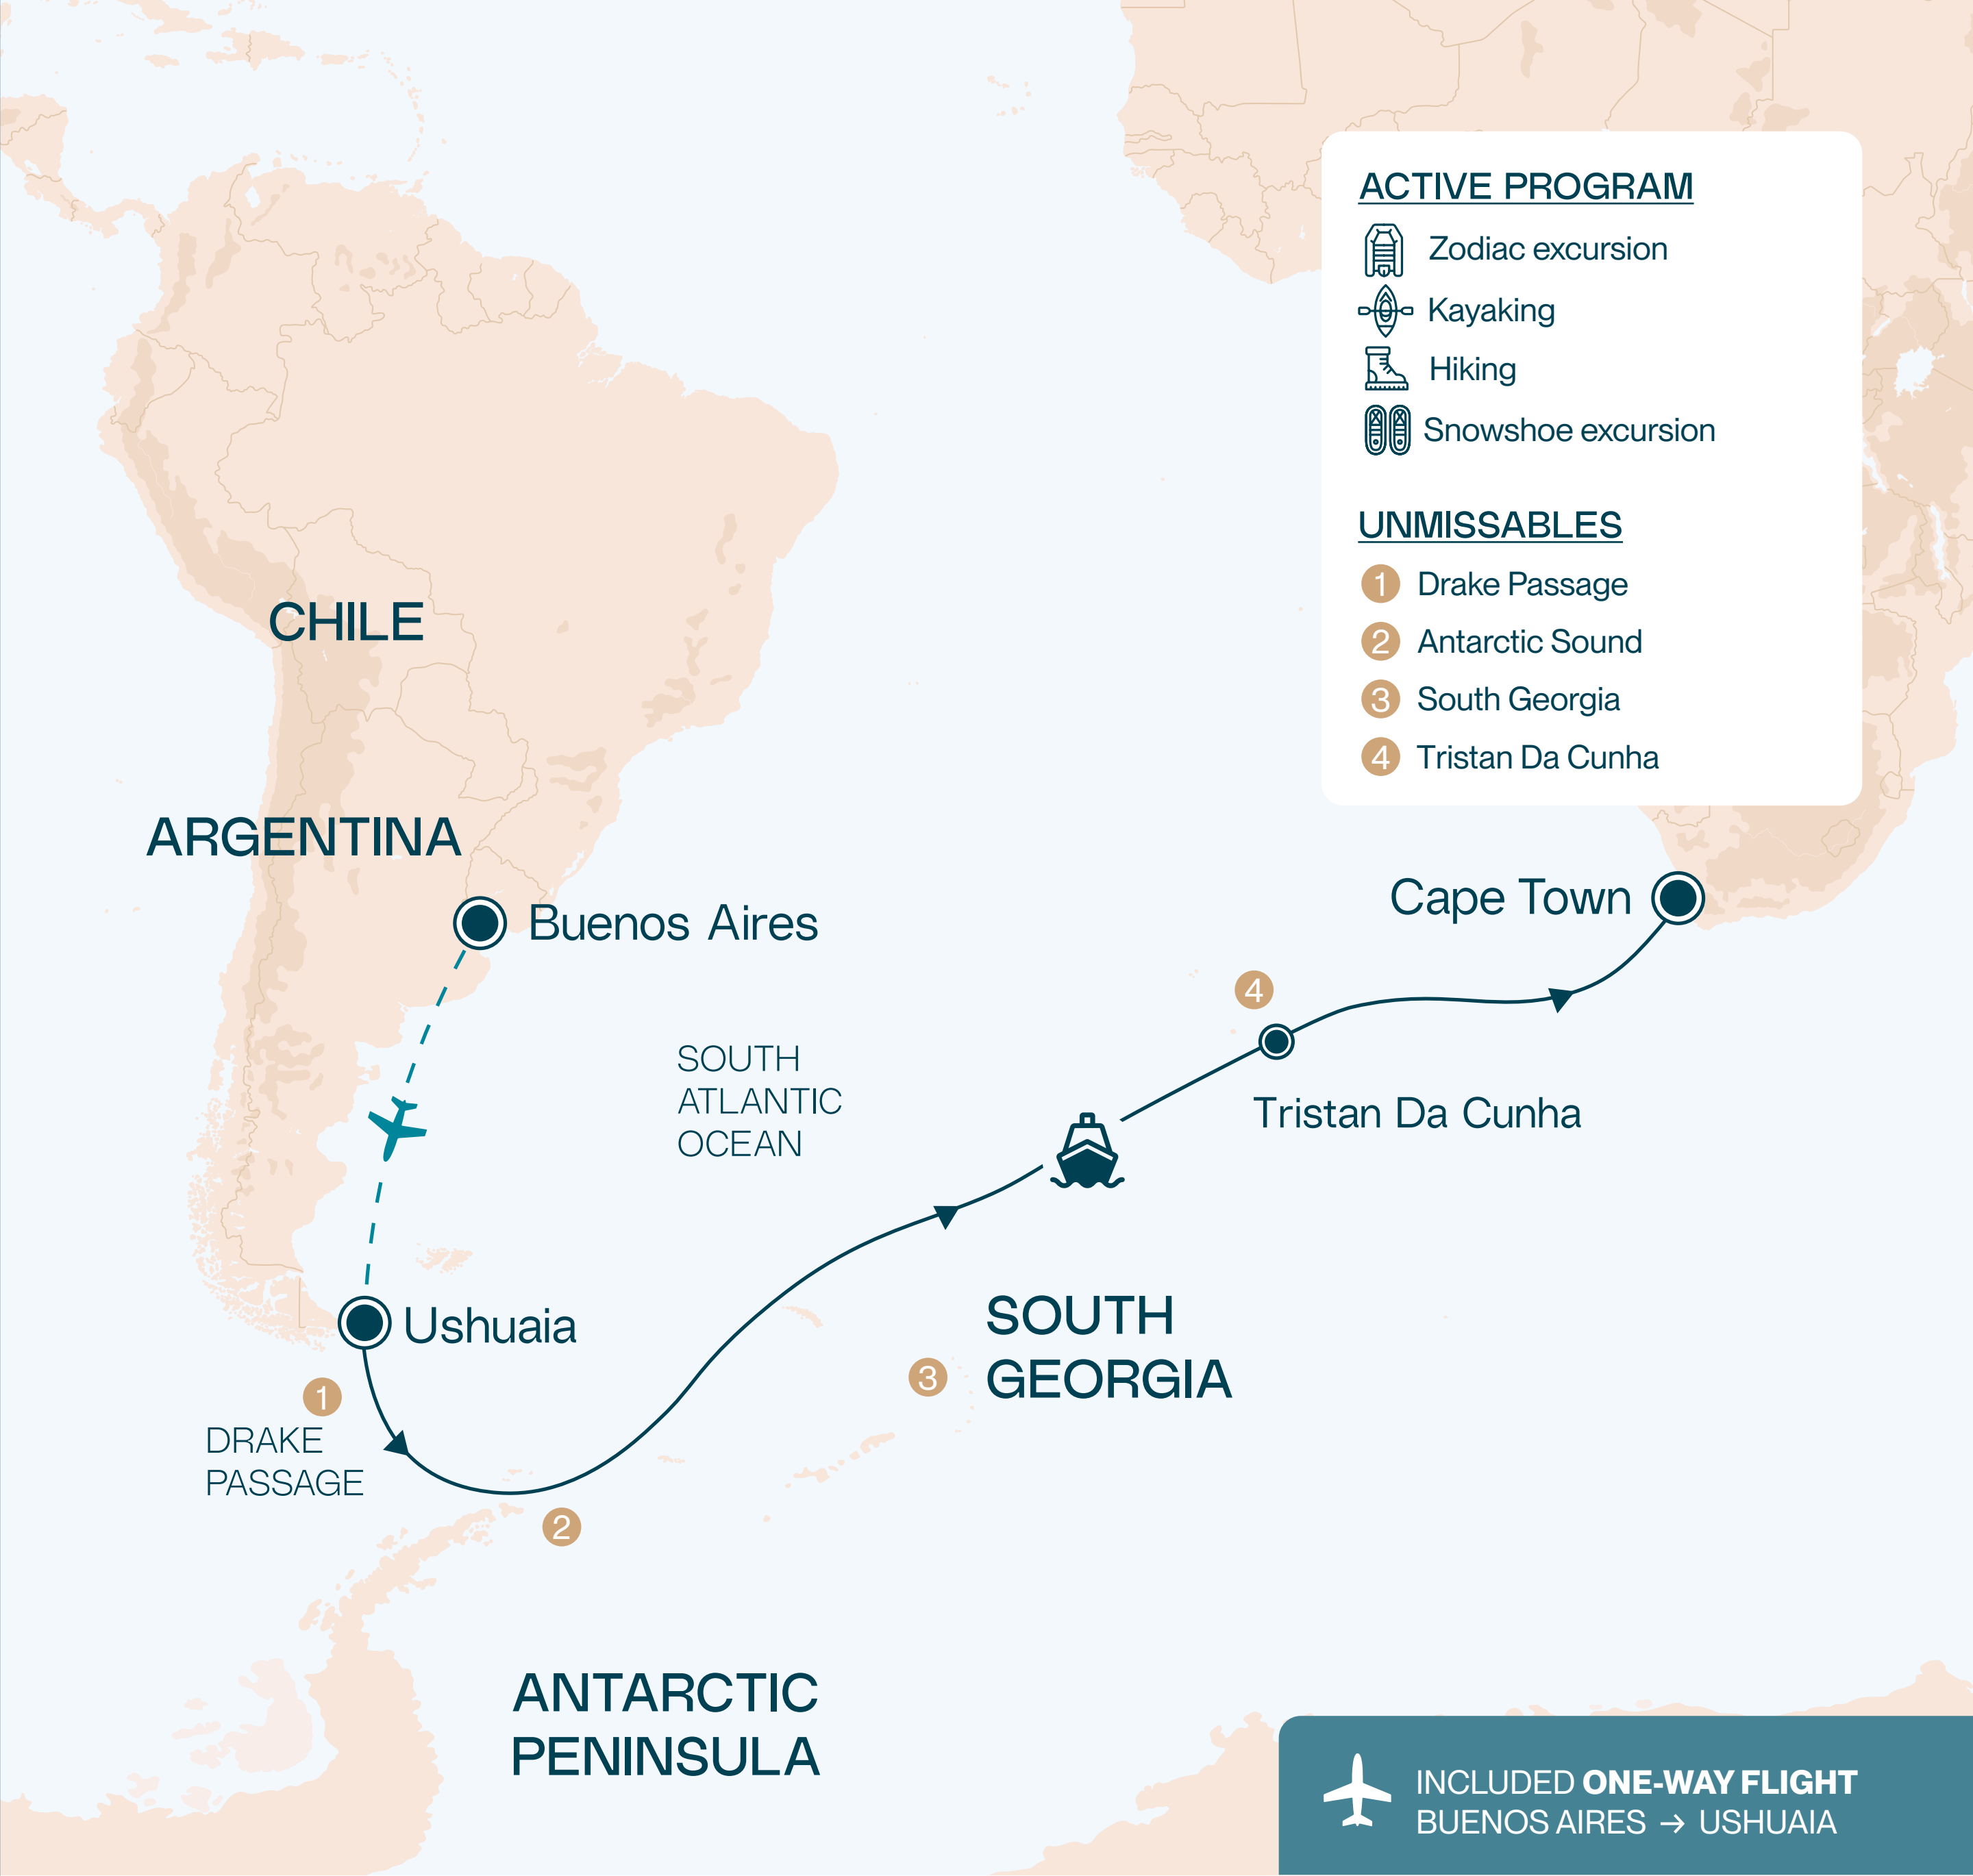 ACTIVE PROGRAM
Zodiac excursion
Kayaking
Hiking
Snowshoe excursion
UNMISSABLES
1 Drake Passage
2 Antarctic Sound
3 South Georgia
4 Tristan Da Cunha
CHILE
ARGENTINA
Buenos Aires
Cape Town
4
SOUTH
ATLANTIC
OCEAN
Tristan Da Cunha
Ushuaia
SOUTH
GEORGIA
3
1
DRAKE
PASSAGE
2
ANTARCTIC
PENINSULA
INCLUDED ONE-WAY FLIGHT
BUENOS AIRES → USHUAIA